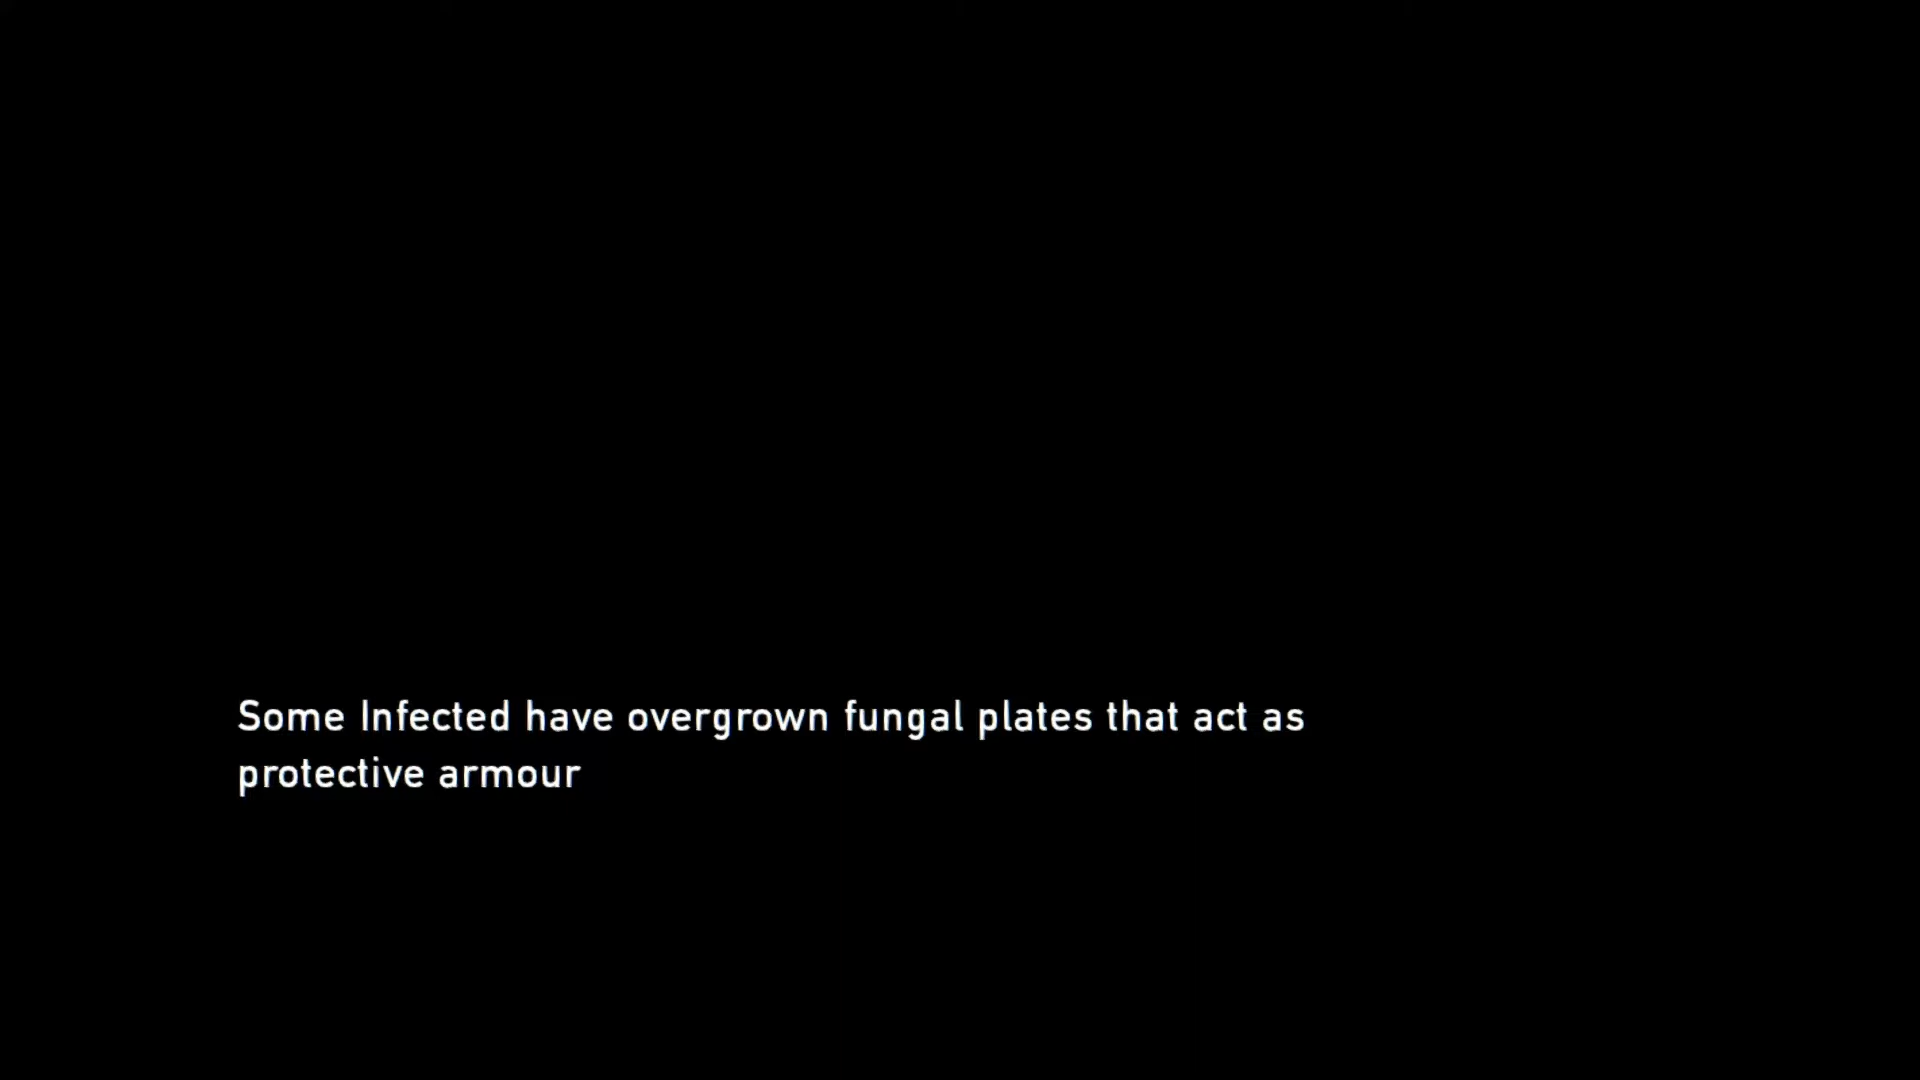 Some Infected have overgrown fungal plates that act as
protective armour